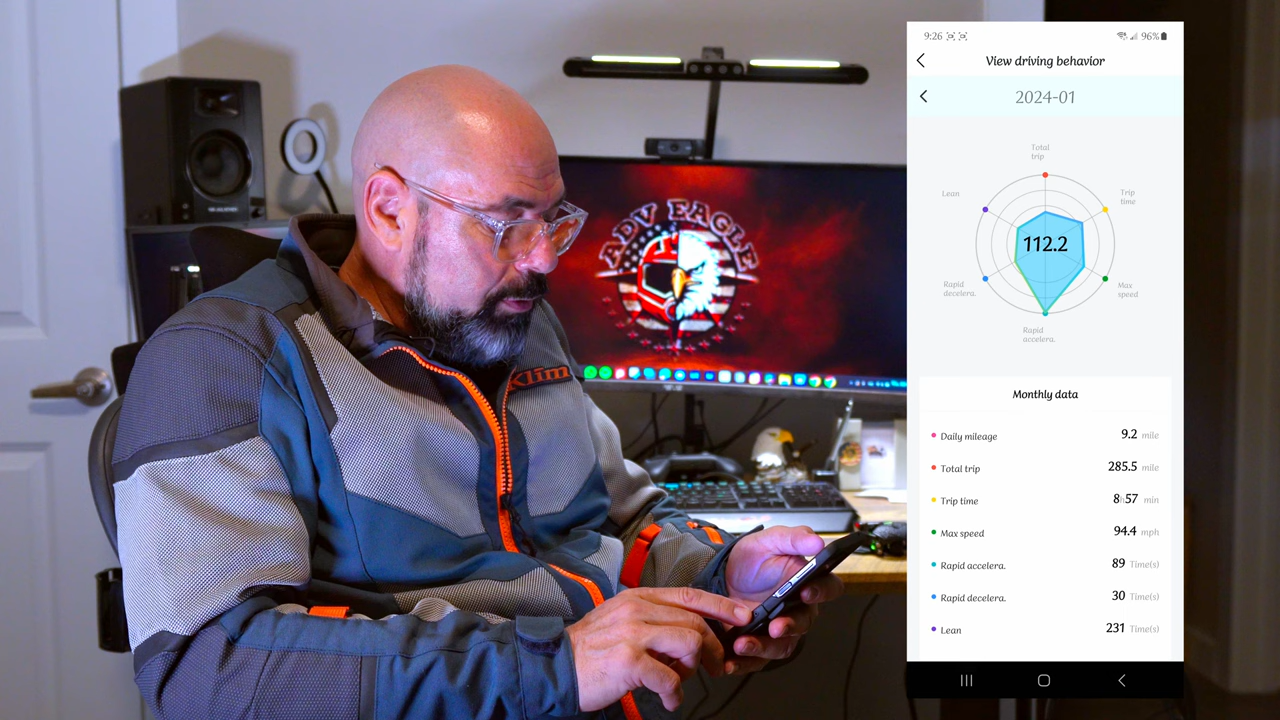 9:26
96%
View driving behavior
2024-01
Total
trip
Lean
Trip
time
112.2
Rapid
decelera.
Max
speed
Rapid
accelera.
Monthly data
Daily mileage 9.2 mile
Total trip 285.5 mile
Trip time 8h57 min
Max speed 94.4 mph
Rapid accelera. 89 Time(s)
Rapid decelera. 30 Time(s)
Lean 231 Time(s)
ADV EAGLE
Klim